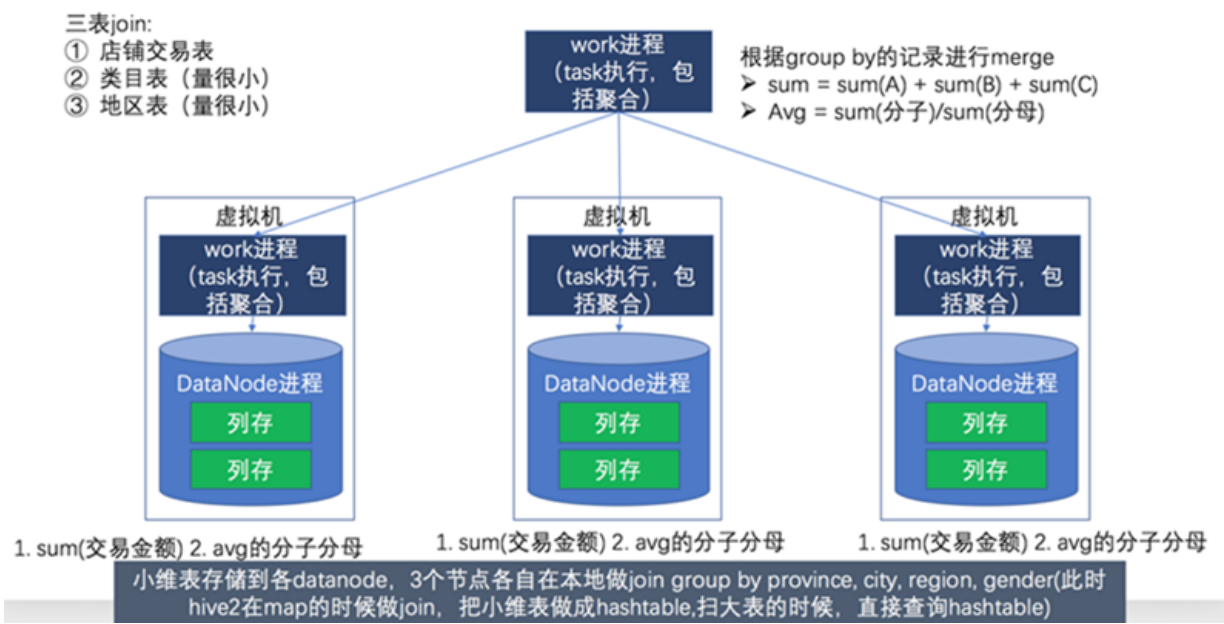 三表join:
① 店铺交易表
② 类目表（量很小）
③ 地区表（量很小）
work进程
（task执行，包
括聚合）
根据group by的记录进行merge
➢ sum = sum(A) + sum(B) + sum(C)
➢ Avg = sum(分子)/sum(分母)
虚拟机
work进程
（task执行，包
括聚合）
DataNode进程
列存
列存
1. sum(交易金额) 2. avg的分子分母
虚拟机
work进程
（task执行，包
括聚合）
DataNode进程
列存
列存
1. sum(交易金额) 2. avg的分子分母
虚拟机
work进程
（task执行，包
括聚合）
DataNode进程
列存
列存
1. sum(交易金额) 2. avg的分子分母
小维表存储到各datanode，3个节点各自在本地做join group by province, city, region, gender(此时
hive2在map的时候做join，把小维表做成hashtable,扫大表的时候，直接查询hashtable)